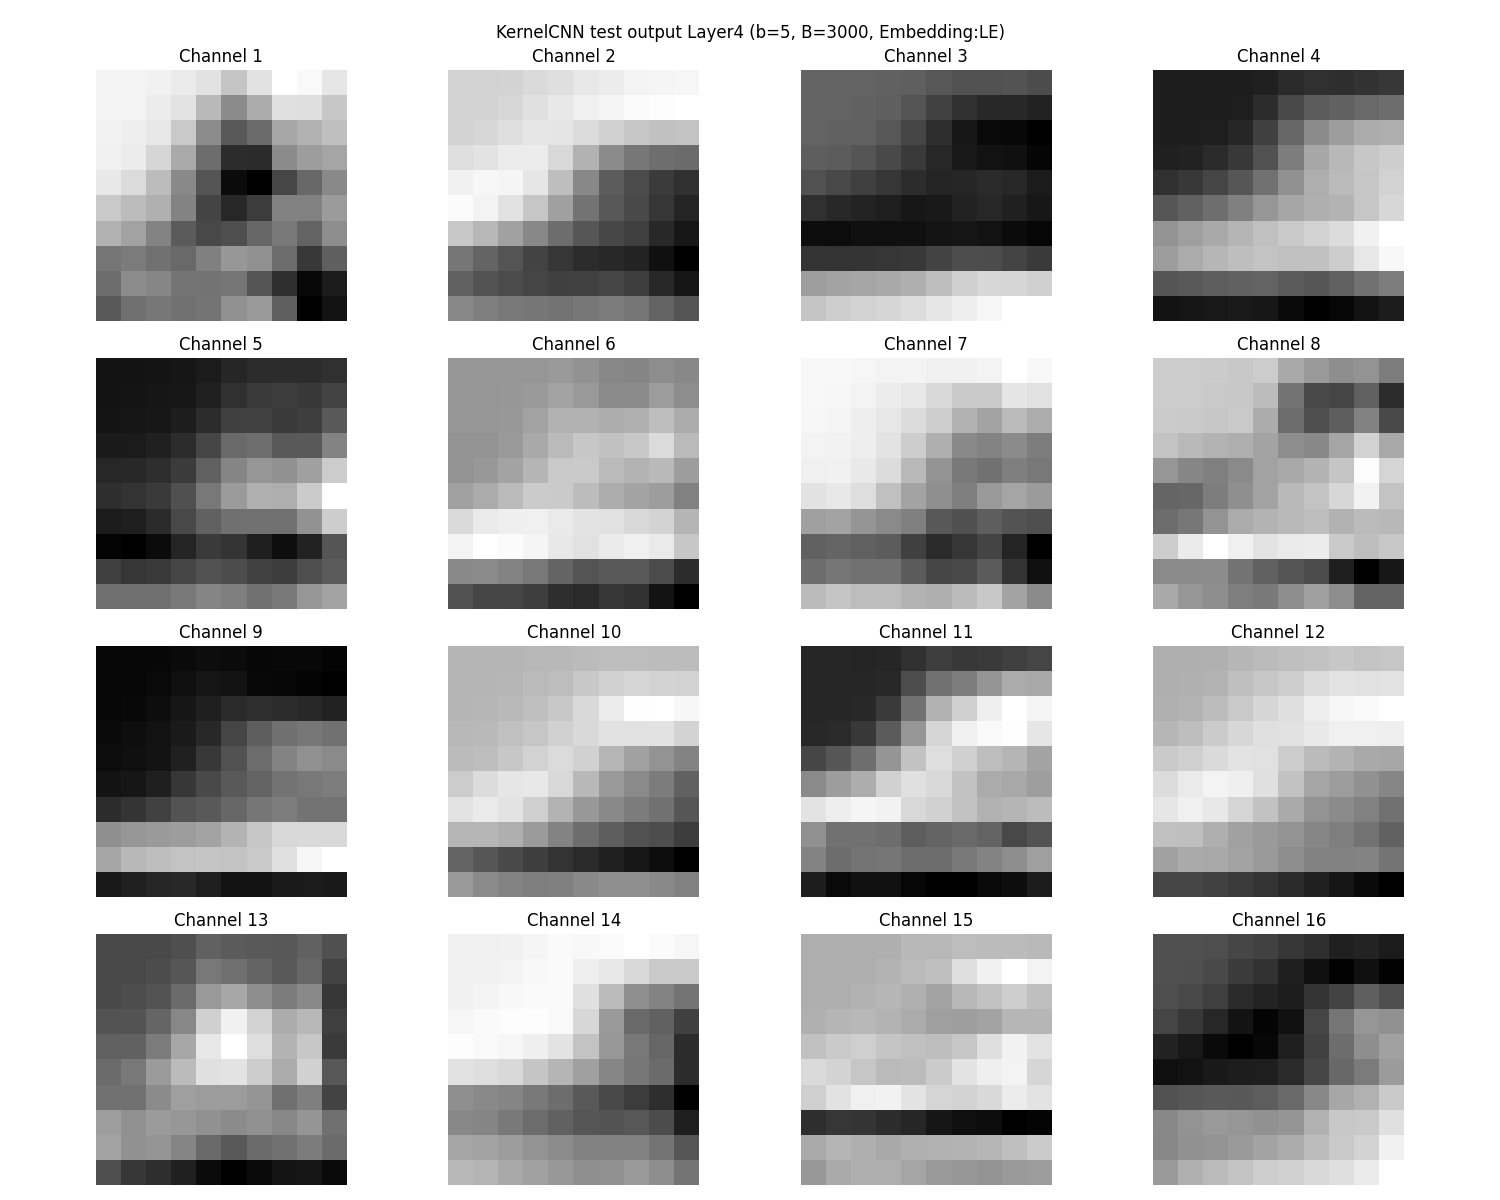 KernelCNN test output Layer4 (b=5, B=3000, Embedding:LE)
Channel 1
Channel 2
Channel 3
Channel 4
Channel 5
Channel 6
Channel 7
Channel 8
Channel 9
Channel 10
Channel 11
Channel 12
Channel 13
Channel 14
Channel 15
Channel 16